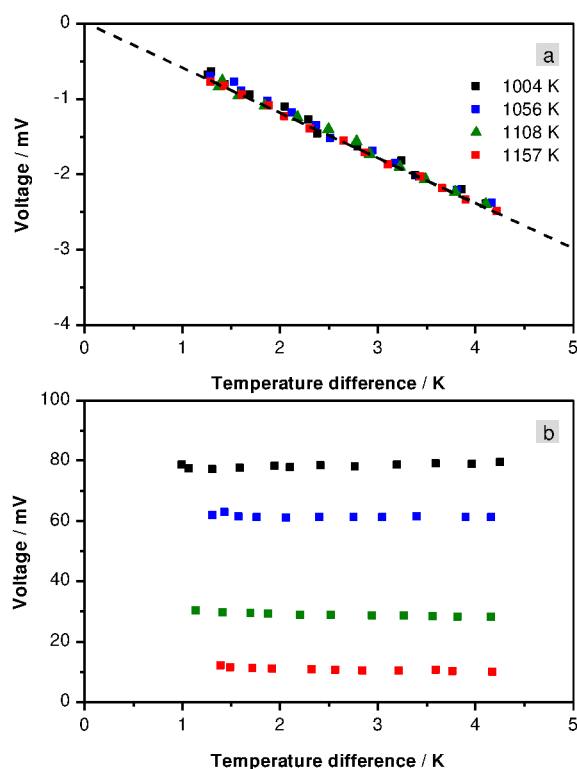 0
a
1004 K
1056 K
1108 K
1157 K
-1
-2
-3
-4
Voltage / mV
0 1 2 3 4 5
Temperature difference / K
100
b
80
60
40
20
0
Voltage / mV
0 1 2 3 4 5
Temperature difference / K